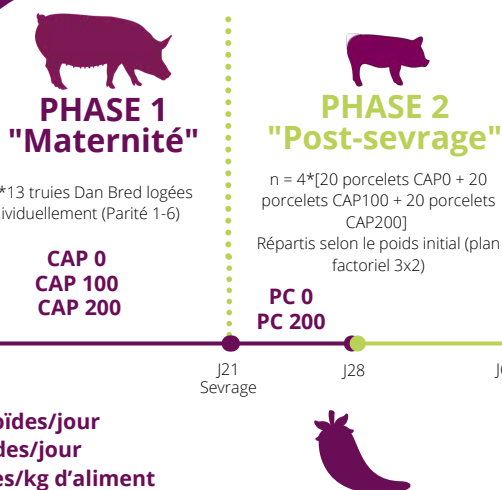 PHASE 1
"Maternité"
*13 truies Dan Bred logées
ividuellement (Parité 1-6)
CAP 0
CAP 100
CAP 200
PHASE 2
"Post-sevrage"
n = 4*[20 porcelets CAP0 + 20
porcelets CAP100 + 20 porcelets
CAP200]
Répartis selon le poids initial (plan
factoriel 3x2)
PC 0
PC 200
J21
Sevrage
J28
J
oïdes/jour
des/jour
es/kg d’aliment